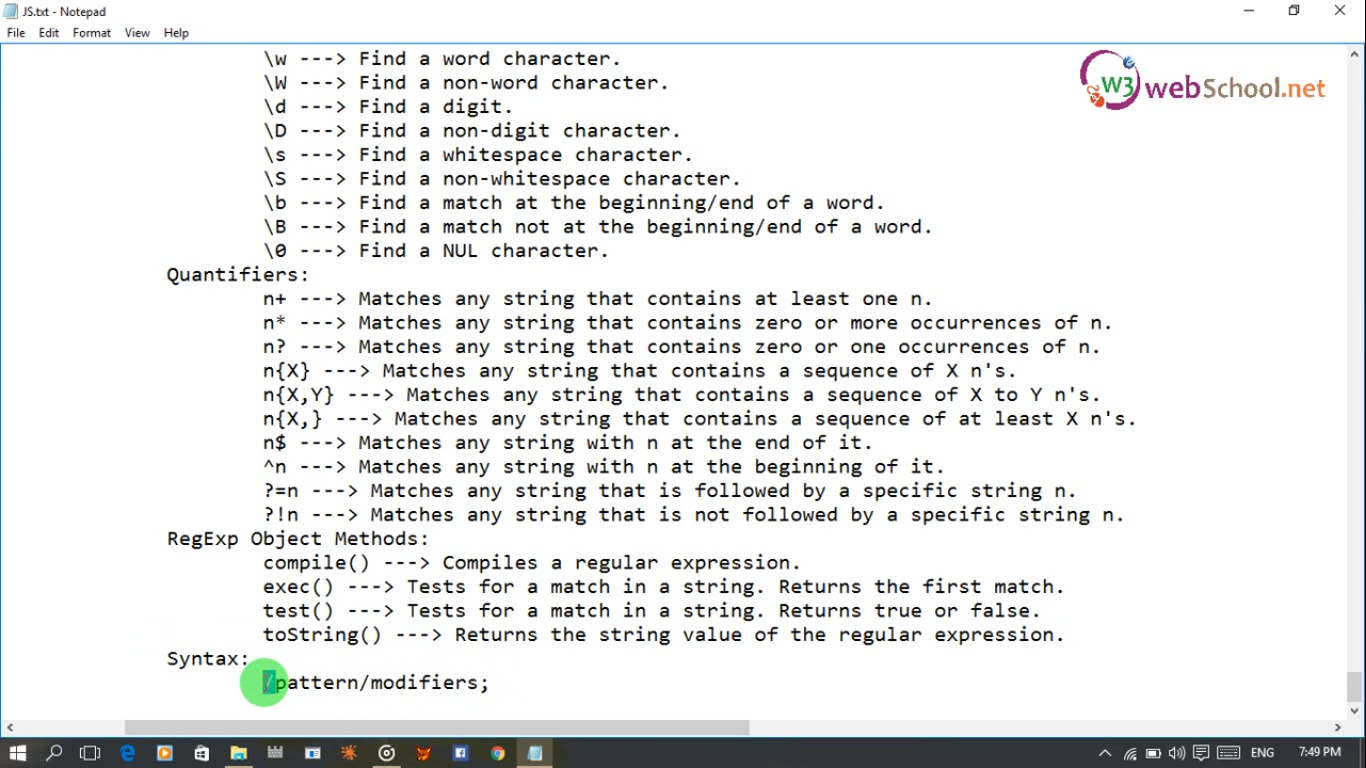 JS.txt - Notepad
File Edit Format View Help
W3 webSchool.net
\w ---> Find a word character.
\W ---> Find a non-word character.
\d ---> Find a digit.
\D ---> Find a non-digit character.
\s ---> Find a whitespace character.
\S ---> Find a non-whitespace character.
\b ---> Find a match at the beginning/end of a word.
\B ---> Find a match not at the beginning/end of a word.
\0 ---> Find a NUL character.
Quantifiers:
n+ ---> Matches any string that contains at least one n.
n* ---> Matches any string that contains zero or more occurrences of n.
n? ---> Matches any string that contains zero or one occurrences of n.
n{X} ---> Matches any string that contains a sequence of X n's.
n{X,Y} ---> Matches any string that contains a sequence of X to Y n's.
n{X,} ---> Matches any string that contains a sequence of at least X n's.
n$ ---> Matches any string with n at the end of it.
^n ---> Matches any string with n at the beginning of it.
?=n ---> Matches any string that is followed by a specific string n.
?!n ---> Matches any string that is not followed by a specific string n.
RegExp Object Methods:
compile() ---> Compiles a regular expression.
exec() ---> Tests for a match in a string. Returns the first match.
test() ---> Tests for a match in a string. Returns true or false.
toString() ---> Returns the string value of the regular expression.
Syntax:
/pattern/modifiers;
ENG 7:49 PM